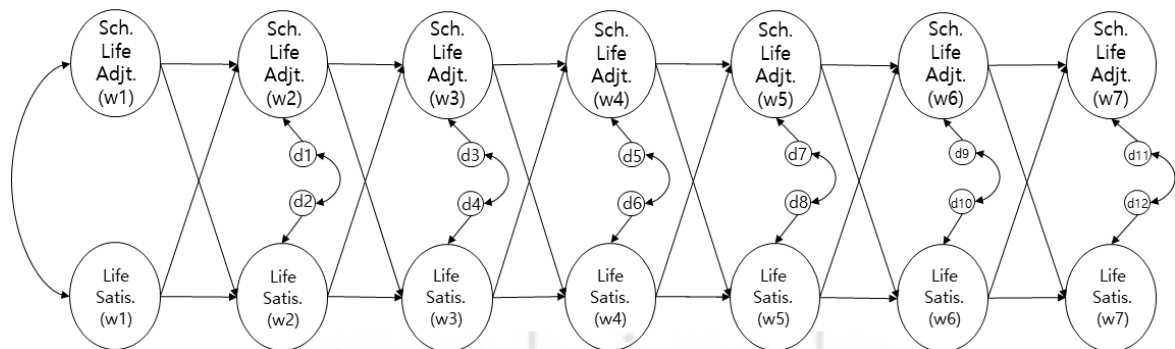 Sch.
Life
Adjt.
(w1)
Sch.
Life
Adjt.
(w2)
Sch.
Life
Adjt.
(w3)
Sch.
Life
Adjt.
(w4)
Sch.
Life
Adjt.
(w5)
Sch.
Life
Adjt.
(w6)
Sch.
Life
Adjt.
(w7)
d1
d3
d5
d7
d9
d11
d2
d4
d6
d8
d10
d12
Life
Satis.
(w1)
Life
Satis.
(w2)
Life
Satis.
(w3)
Life
Satis.
(w4)
Life
Satis.
(w5)
Life
Satis.
(w6)
Life
Satis.
(w7)